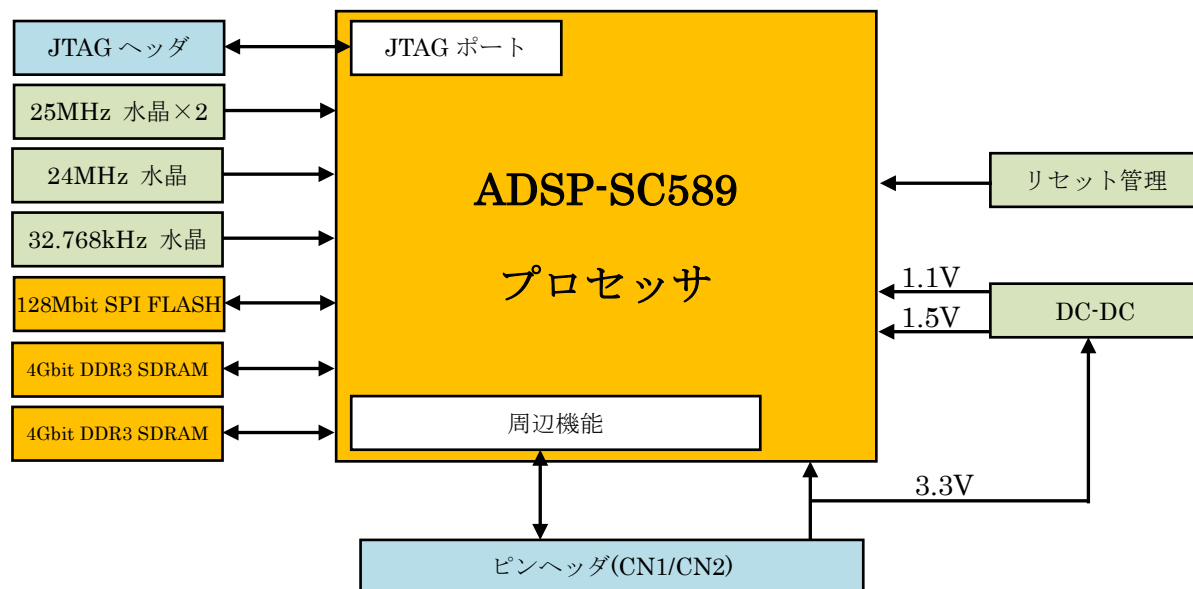 JTAG ヘッダ
JTAG ポート
25MHz 水晶×2
24MHz 水晶
32.768kHz 水晶
128Mbit SPI FLASH
4Gbit DDR3 SDRAM
4Gbit DDR3 SDRAM
ADSP-SC589
プロセッサ
周辺機能
リセット管理
1.1V
1.5V
DC-DC
3.3V
ピンヘッダ(CN1/CN2)